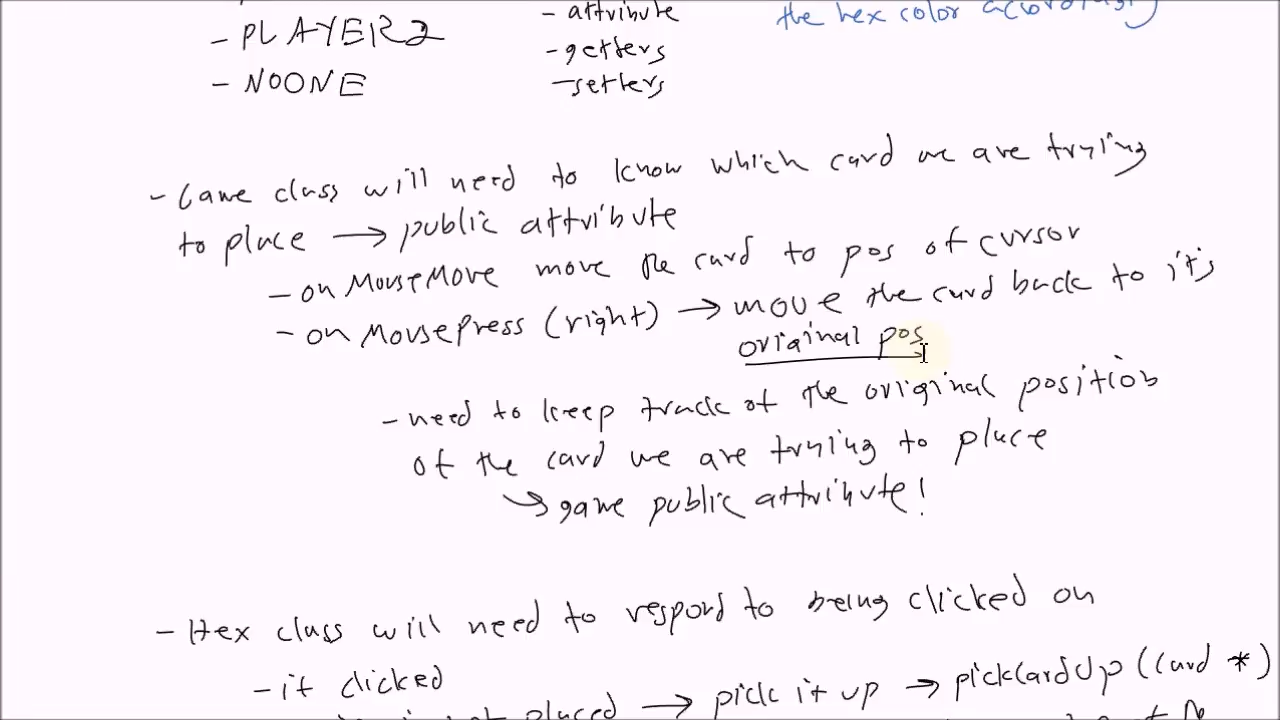 - attribute
the hex color accordingly
- PLAYER2
- getters
- NOONE
- setters
- Game class will need to know which card we are trying
to place → public attribute
- on MouseMove move the card to pos of cursor
- on MousePress (right) → move the card back to it's
original pos
- need to keep track of the original position
of the card we are trying to place
↳ game public attribute!
- Hex class will need to respond to being clicked on
- if clicked
placed → pick it up → pickCardUp (Card *)